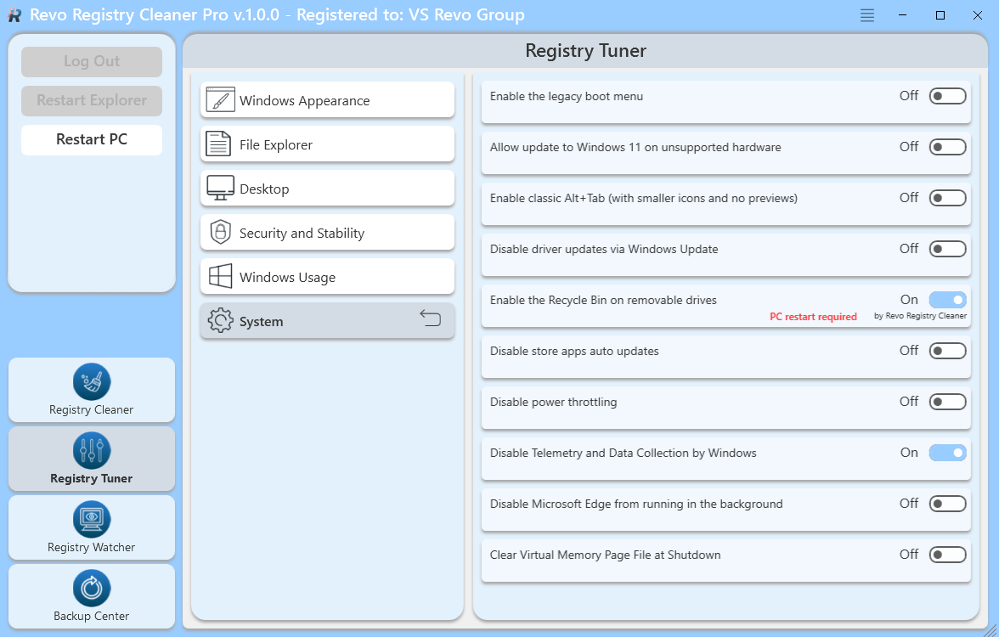 Revo Registry Cleaner Pro v.1.0.0 - Registered to: VS Revo Group
Log Out
Restart Explorer
Restart PC
Registry Cleaner
Registry Tuner
Registry Watcher
Backup Center
Registry Tuner
Windows Appearance
File Explorer
Desktop
Security and Stability
Windows Usage
System
Enable the legacy boot menu Off
Allow update to Windows 11 on unsupported hardware Off
Enable classic Alt+Tab (with smaller icons and no previews) Off
Disable driver updates via Windows Update Off
Enable the Recycle Bin on removable drives On
PC restart required by Revo Registry Cleaner
Disable store apps auto updates Off
Disable power throttling Off
Disable Telemetry and Data Collection by Windows On
Disable Microsoft Edge from running in the background Off
Clear Virtual Memory Page File at Shutdown Off